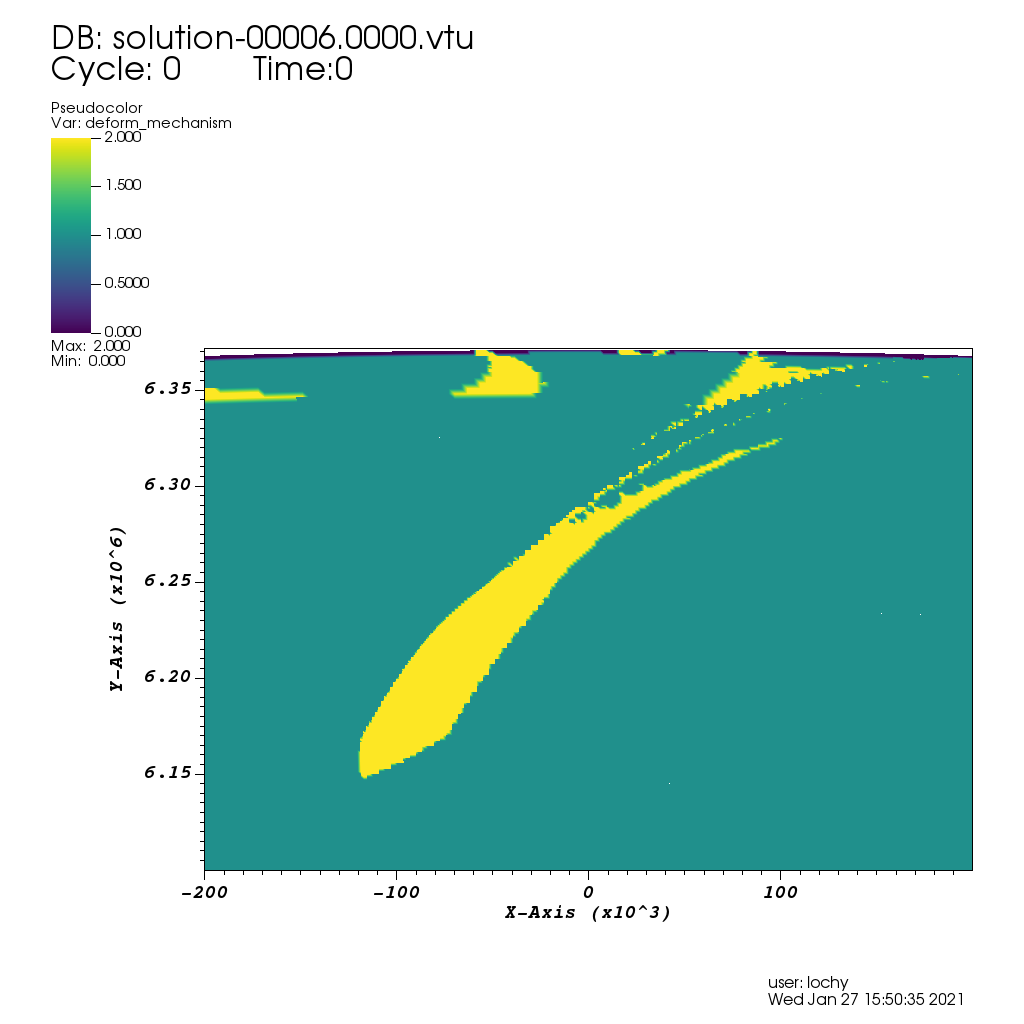 DB: solution-00006.0000.vtu
Cycle: 0 Time:0
Pseudocolor
Var: deform_mechanism
2.000
1.500
1.000
0.5000
0.000
Max: 2.000
Min: 0.000
6.35
6.30
6.25
6.20
6.15
Y-Axis (x10^6)
-200 -100 0 100
X-Axis (x10^3)
user: lochy
Wed Jan 27 15:50:35 2021